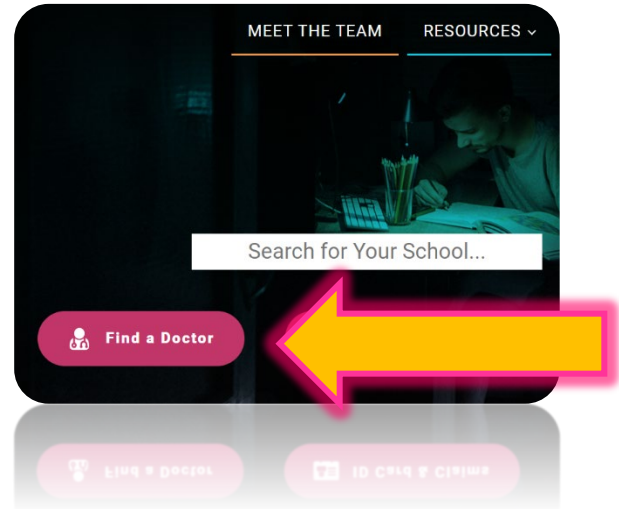 MEET THE TEAM
RESOURCES
Search for Your School...
Find a Doctor
Find a Doctor
ID Card & Claims